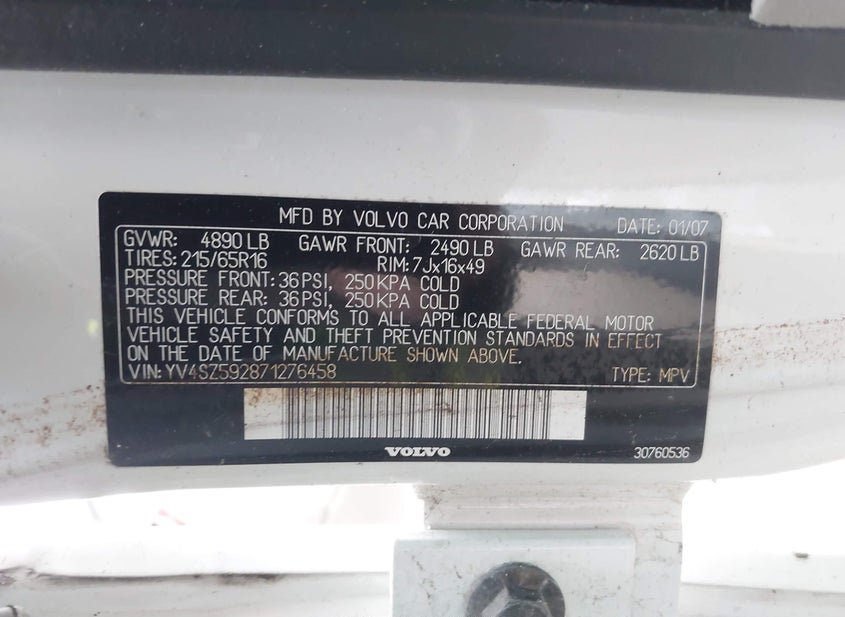 MFD BY VOLVO CAR CORPORATION DATE: 01/07
GVWR: 4890 LB GAWR FRONT: 2490 LB GAWR REAR: 2620 LB
TIRES: 215/65R16 RIM: 7Jx16x49
PRESSURE FRONT: 36 PSI, 250 KPA COLD
PRESSURE REAR: 36 PSI, 250 KPA COLD
THIS VEHICLE CONFORMS TO ALL APPLICABLE FEDERAL MOTOR
VEHICLE SAFETY AND THEFT PREVENTION STANDARDS IN EFFECT
ON THE DATE OF MANUFACTURE SHOWN ABOVE.
VIN: YV4SZ592871276458 TYPE: MPV
VOLVO 30760536